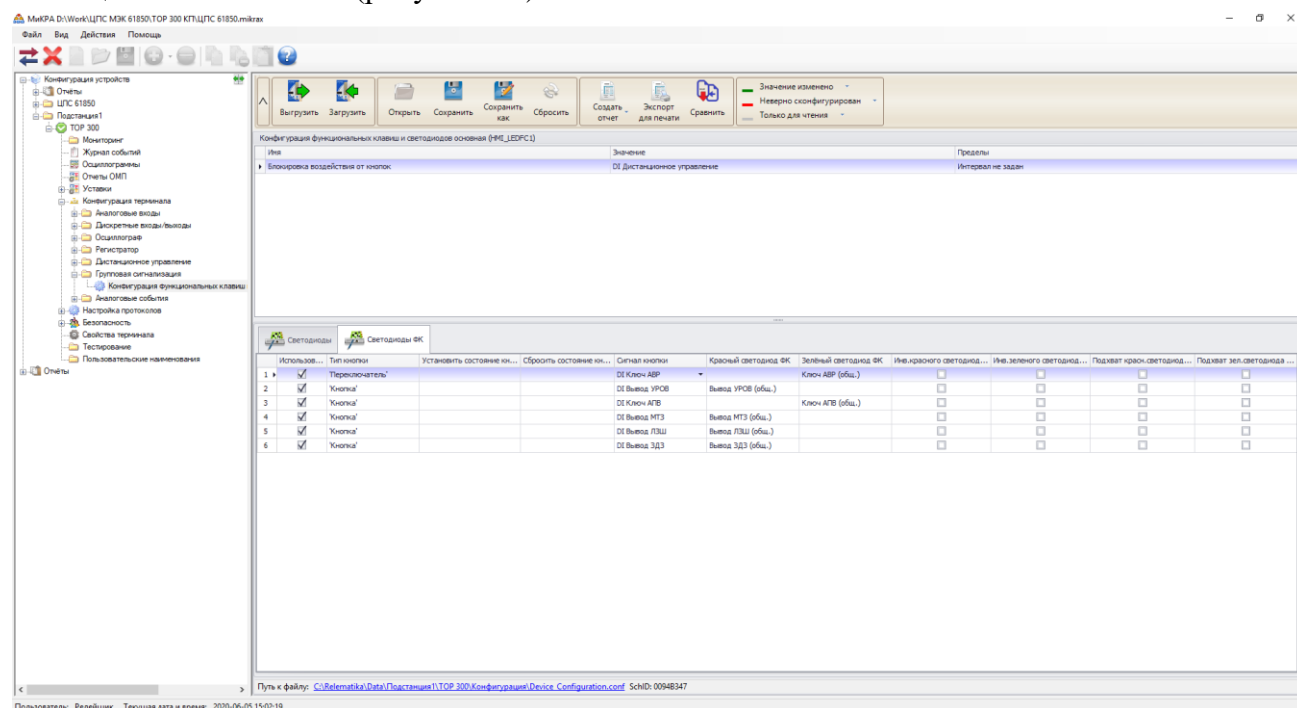 МиКРА D:\Work\ЦПС МЭК 61850\ТОР 300 КП\ЦПС 61850.mikrax
Файл Вид Действия Помощь
Конфигурация устройств
Отчёты
ЦПС 61850
Подстанция1
ТОР 300
Мониторинг
Журнал событий
Осциллограммы
Отчеты ОМП
Уставки
Конфигурация терминала
Аналоговые входы
Дискретные входы/выходы
Осциллограф
Регистратор
Дистанционное управление
Групповая сигнализация
Конфигурация функциональных клавиш
Аналоговые события
Настройка протоколов
Безопасность
Свойства терминала
Тестирование
Пользовательские наименования
Отчёты
Выгрузить Загрузить Открыть Сохранить Сохранить как Сбросить Создать отчет Экспорт для печати Сравнить
Значение изменено
Неверно сконфигурирован
Только для чтения
Конфигурация функциональных клавиш и светодиодов основная (HMI_LEDFC1)
Имя Значение Пределы
Блокировка воздействия от кнопок DI Дистанционное управление Интервал не задан
Светодиоды Светодиоды ФК
Использов... Тип кнопки Установить состояние кн... Сбросить состояние кн... Сигнал кнопки Красный светодиод ФК Зелёный светодиод ФК Инв.красного светодиод... Инв.зеленого светодиод... Подхват красн.светодиод... Подхват зел.светодиода ...
1 'Переключатель' DI Ключ АВР Ключ АВР (общ.)
2 'Кнопка' DI Вывод УРОВ Вывод УРОВ (общ.)
3 'Кнопка' DI Ключ АПВ Ключ АПВ (общ.)
4 'Кнопка' DI Вывод МТЗ Вывод МТЗ (общ.)
5 'Кнопка' DI Вывод ЛЗШ Вывод ЛЗШ (общ.)
6 'Кнопка' DI Вывод ЗДЗ Вывод ЗДЗ (общ.)
Путь к файлу: C:\Relematika\Data\Подстанция1\ТОР 300\Конфигурация\Device_Configuration.conf SchID: 0094B347
Пользователь: Релейщик Текущая дата и время: 2020-06-05 15:02:19